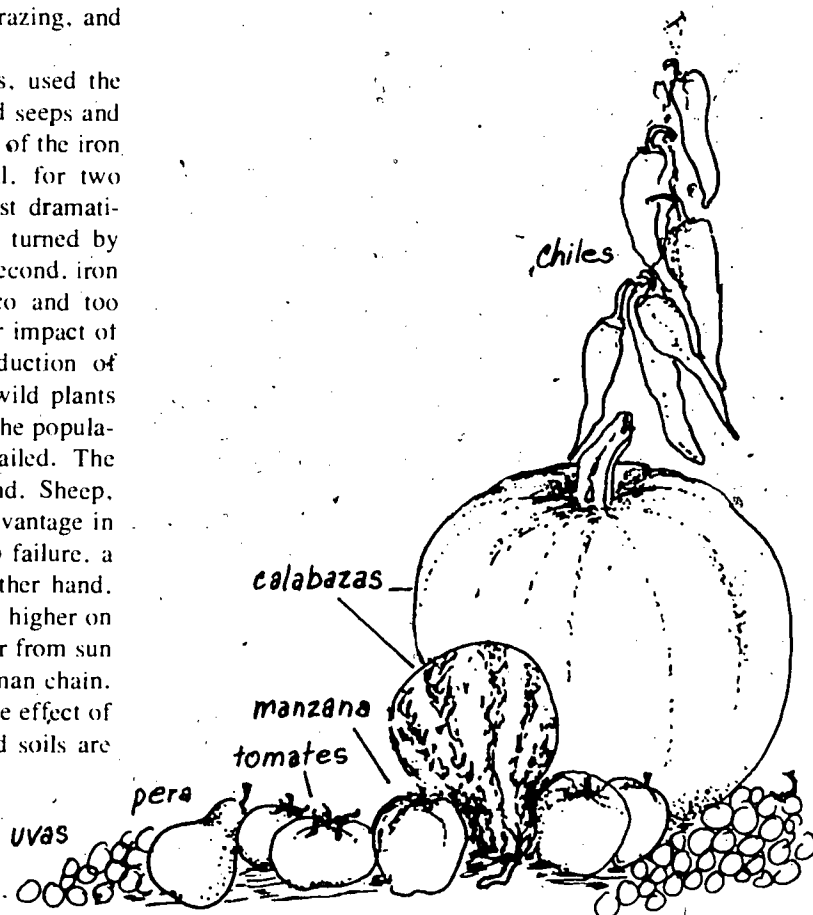 razing, and
s, used the
d seeps and
of the iron
l, for two
st dramati-
turned by
econd, iron
co and too
r impact of
duction of
wild plants
he popula-
ailed. The
nd. Sheep,
vantage in
failure, a
ther hand,
higher on
r from sun
man chain.
e effect of
d soils are
chiles
calabazas
manzana
tomates
pera
uvas